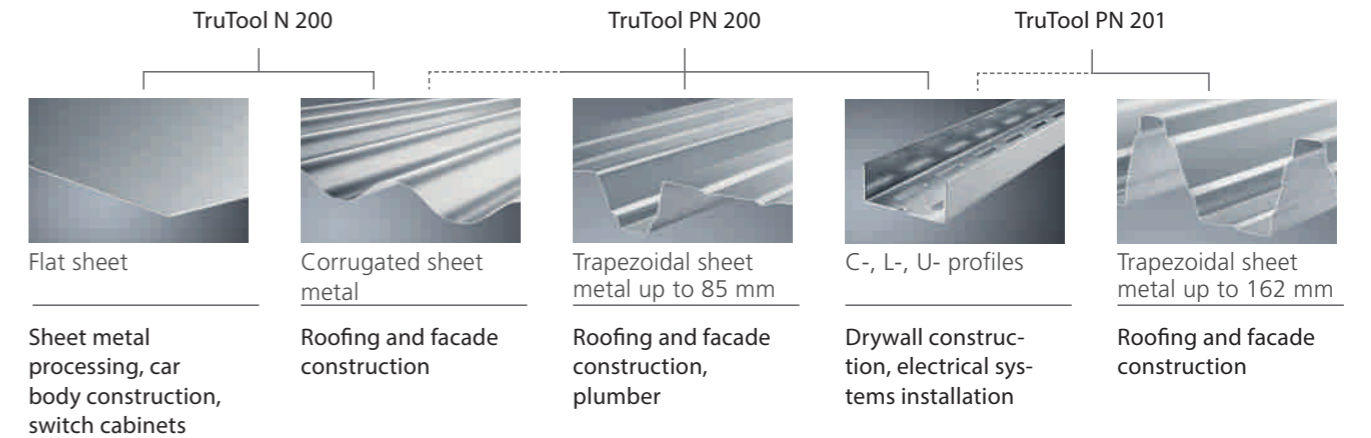 TruTool N 200
TruTool PN 200
TruTool PN 201
Flat sheet
Corrugated sheet
metal
Trapezoidal sheet
metal up to 85 mm
C-, L-, U- profiles
Trapezoidal sheet
metal up to 162 mm
Sheet metal
processing, car
body construction,
switch cabinets
Roofing and facade
construction
Roofing and facade
construction,
plumber
Drywall construc-
tion, electrical sys-
tems installation
Roofing and facade
construction